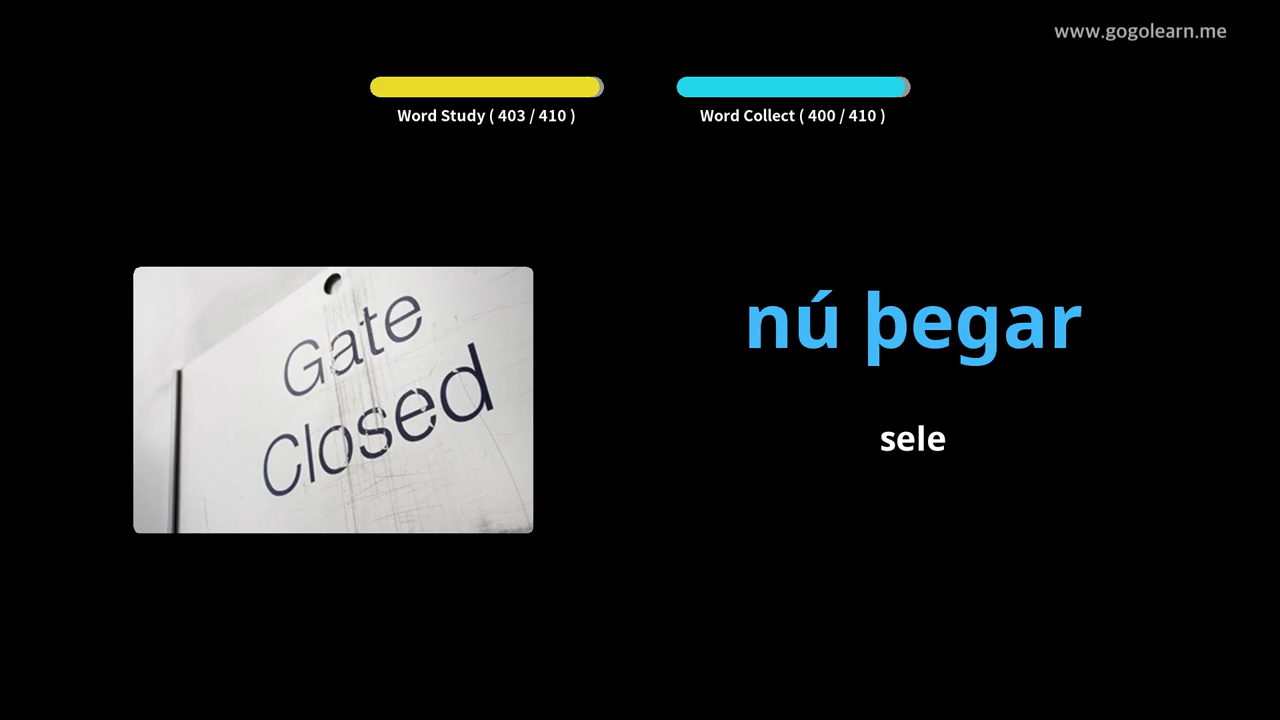 www.gogolearn.me
Word Study ( 403 / 410 )
Word Collect ( 400 / 410 )
Gate
Closed
nú þegar
sele